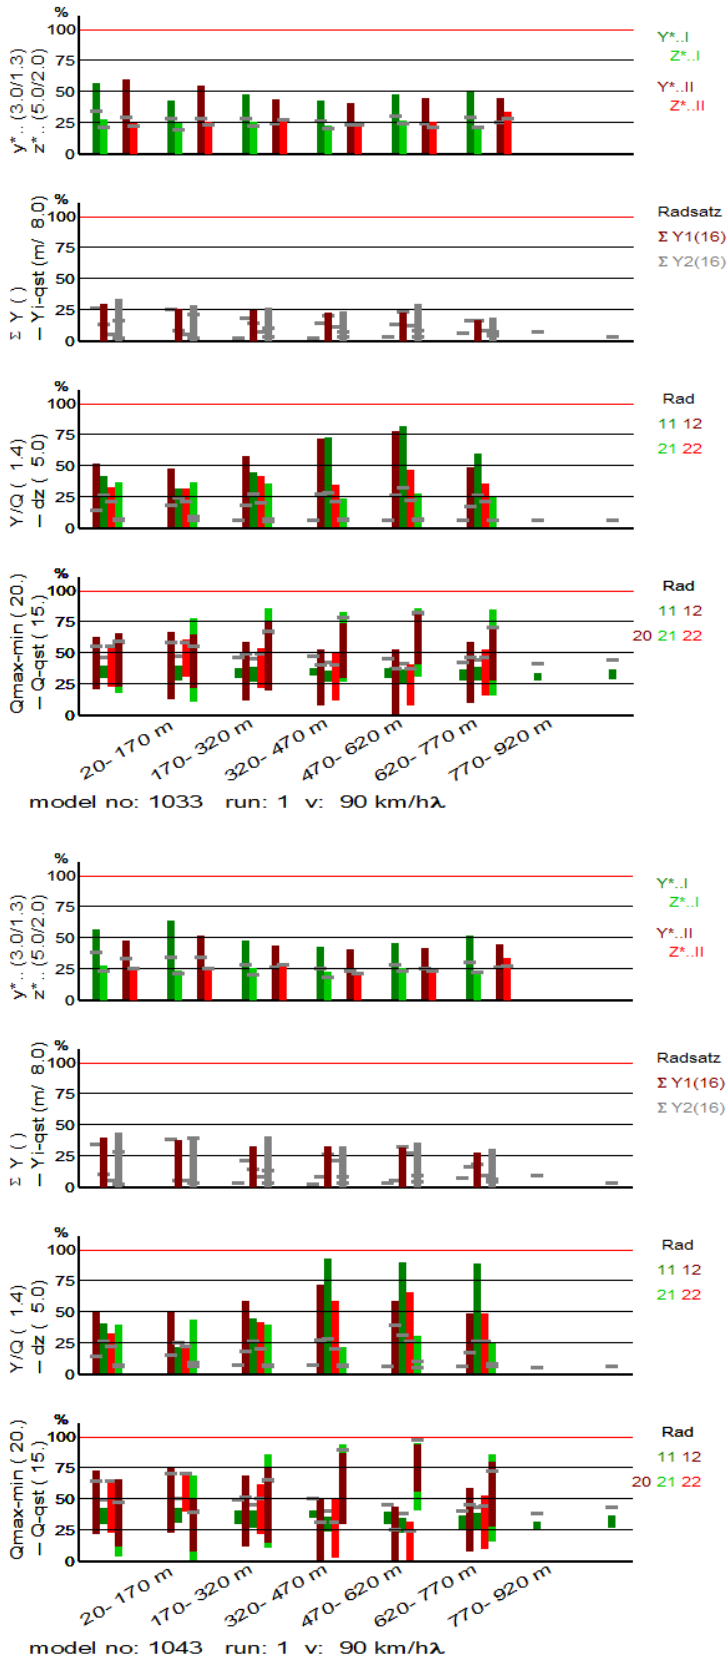 %
100
75
50
25
0
y*.. (3.0/1.3)
z*.. (5.0/2.0)
Y*..I
Z*..I
Y*..II
Z*..II
%
100
75
50
25
0
Σ Y ( )
– Yi-qst (m/ 8.0)
Radsatz
Σ Y1(16)
Σ Y2(16)
%
100
75
50
25
0
Y/Q ( 1.4)
– dz ( 5.0)
Rad
11 12
21 22
%
100
75
50
25
0
Qmax-min ( 20.)
– Q-qst ( 15.)
Rad
11 12
20 21 22
20- 170 m
170- 320 m
320- 470 m
470- 620 m
620- 770 m
770- 920 m
model no: 1033 run: 1 v: 90 km/hλ
%
100
75
50
25
0
y*.. (3.0/1.3)
z*.. (5.0/2.0)
Y*..I
Z*..I
Y*..II
Z*..II
%
100
75
50
25
0
Σ Y ( )
– Yi-qst (m/ 8.0)
Radsatz
Σ Y1(16)
Σ Y2(16)
%
100
75
50
25
0
Y/Q ( 1.4)
– dz ( 5.0)
Rad
11 12
21 22
%
100
75
50
25
0
Qmax-min ( 20.)
– Q-qst ( 15.)
Rad
11 12
20 21 22
20- 170 m
170- 320 m
320- 470 m
470- 620 m
620- 770 m
770- 920 m
model no: 1043 run: 1 v: 90 km/hλ